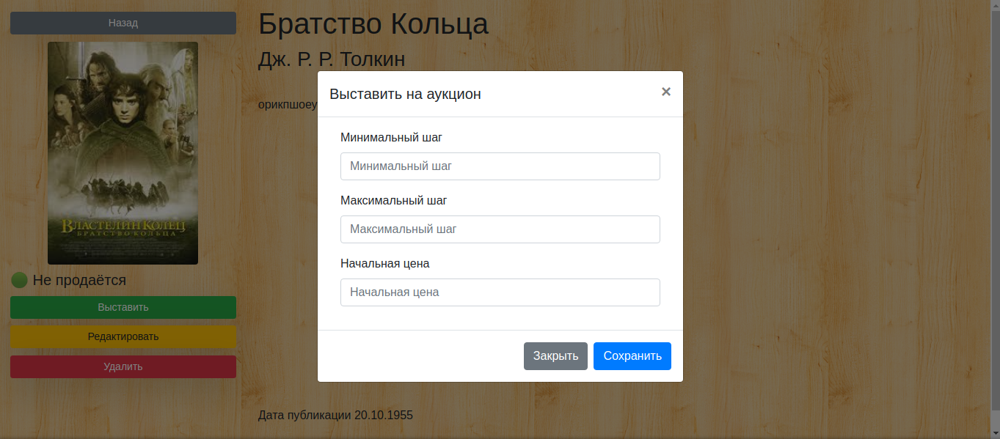 Назад
Братство Кольца
Дж. Р. Р. Толкин
орикпшоеу
ВЛАСТЕЛИН КОЛЕЦ
БРАТСТВО КОЛЬЦА
Не продаётся
Выставить
Редактировать
Удалить
Выставить на аукцион
×
Минимальный шаг
Минимальный шаг
Максимальный шаг
Максимальный шаг
Начальная цена
Начальная цена
Закрыть
Сохранить
Дата публикации 20.10.1955